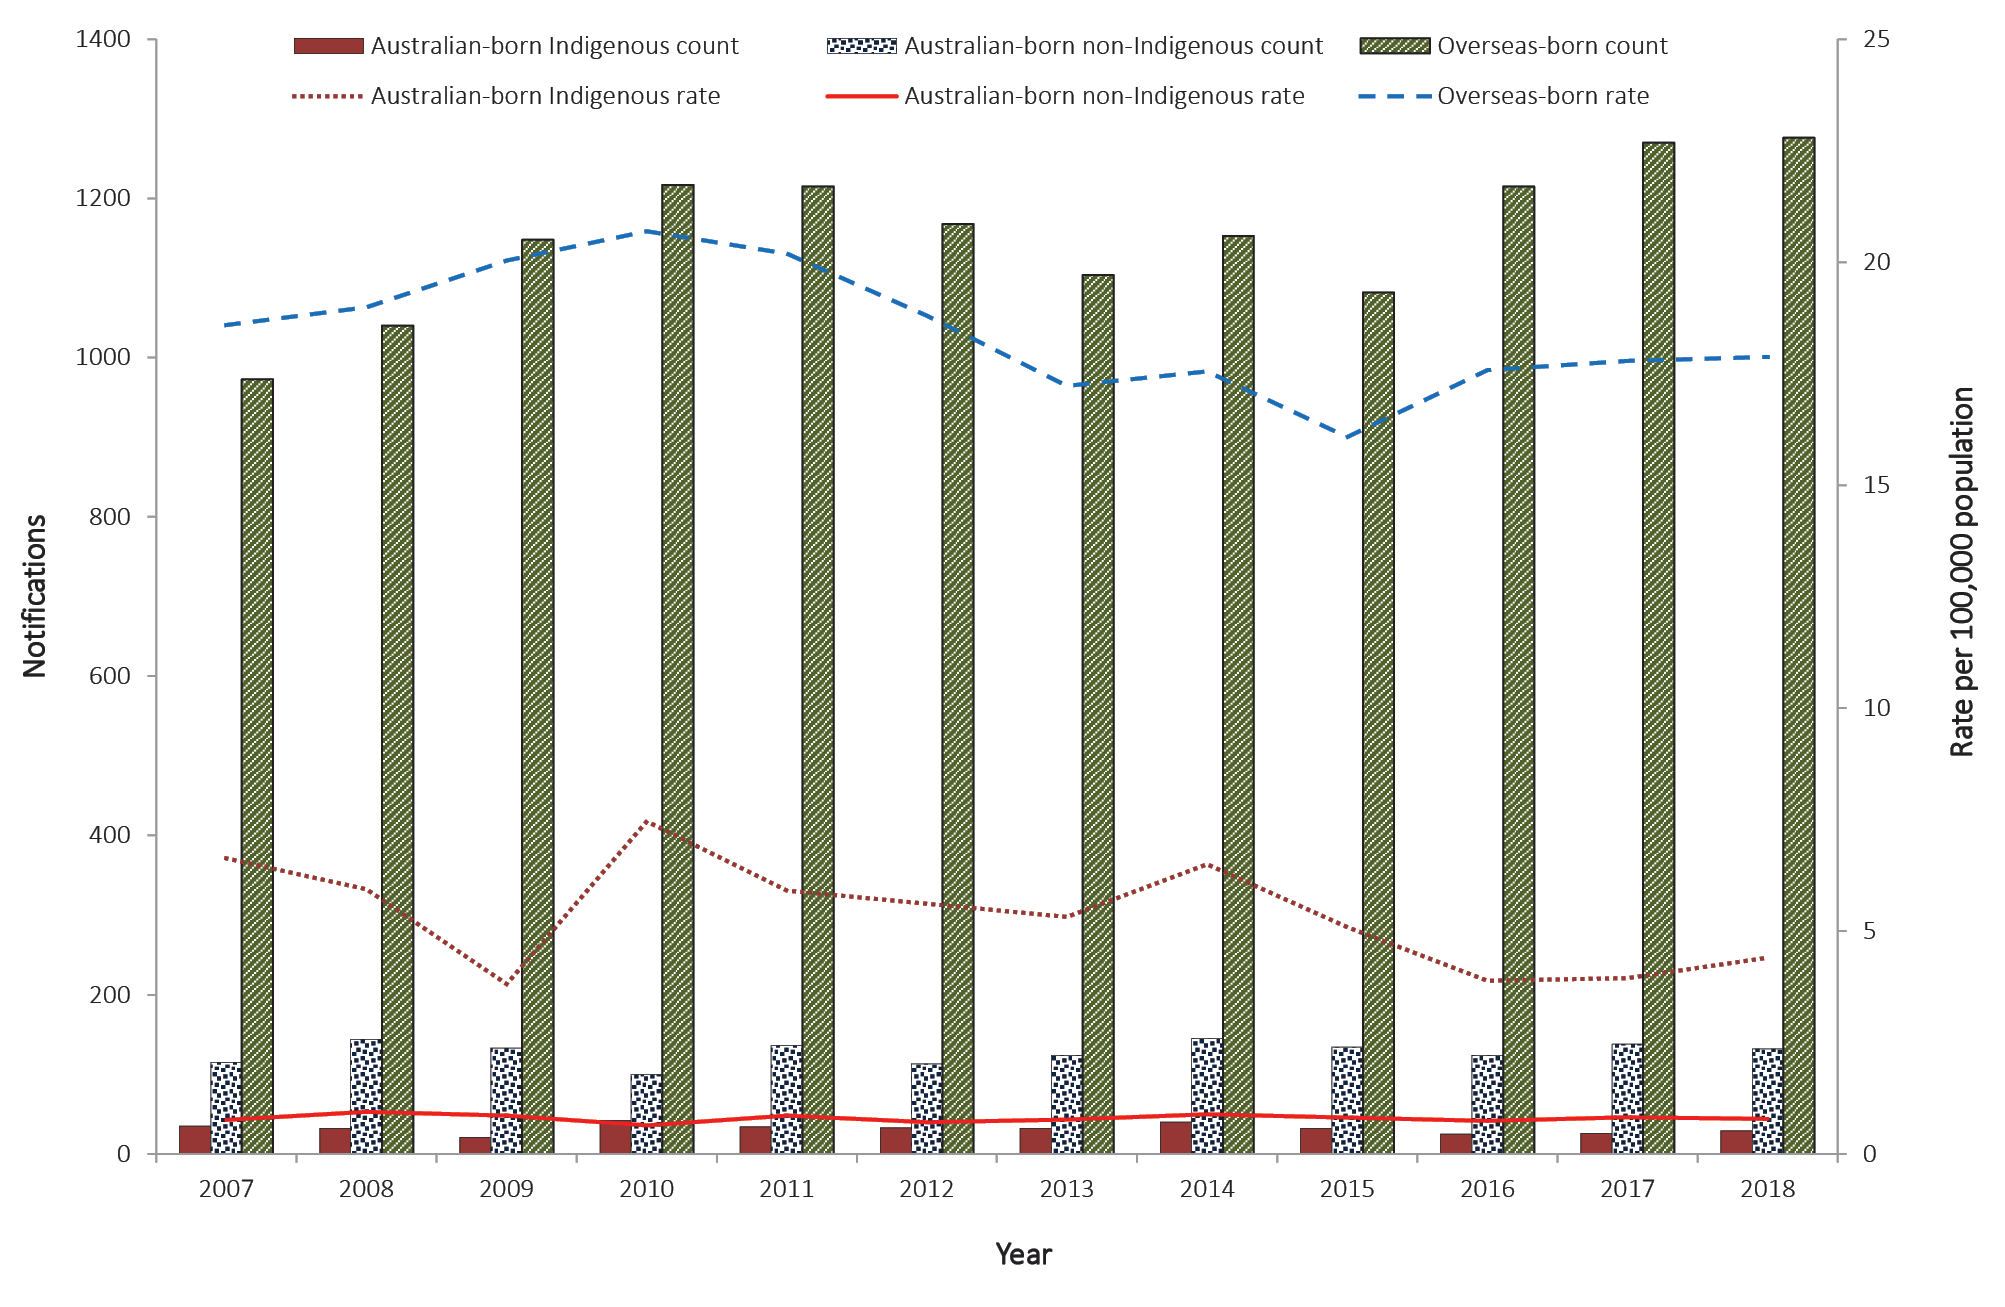 Australian-born Indigenous count
Australian-born non-Indigenous count
Overseas-born count
Australian-born Indigenous rate
Australian-born non-Indigenous rate
Overseas-born rate
1400
1200
1000
800
600
400
200
0
Notifications
25
20
15
10
5
0
Rate per 100,000 population
2007 2008 2009 2010 2011 2012 2013 2014 2015 2016 2017 2018
Year